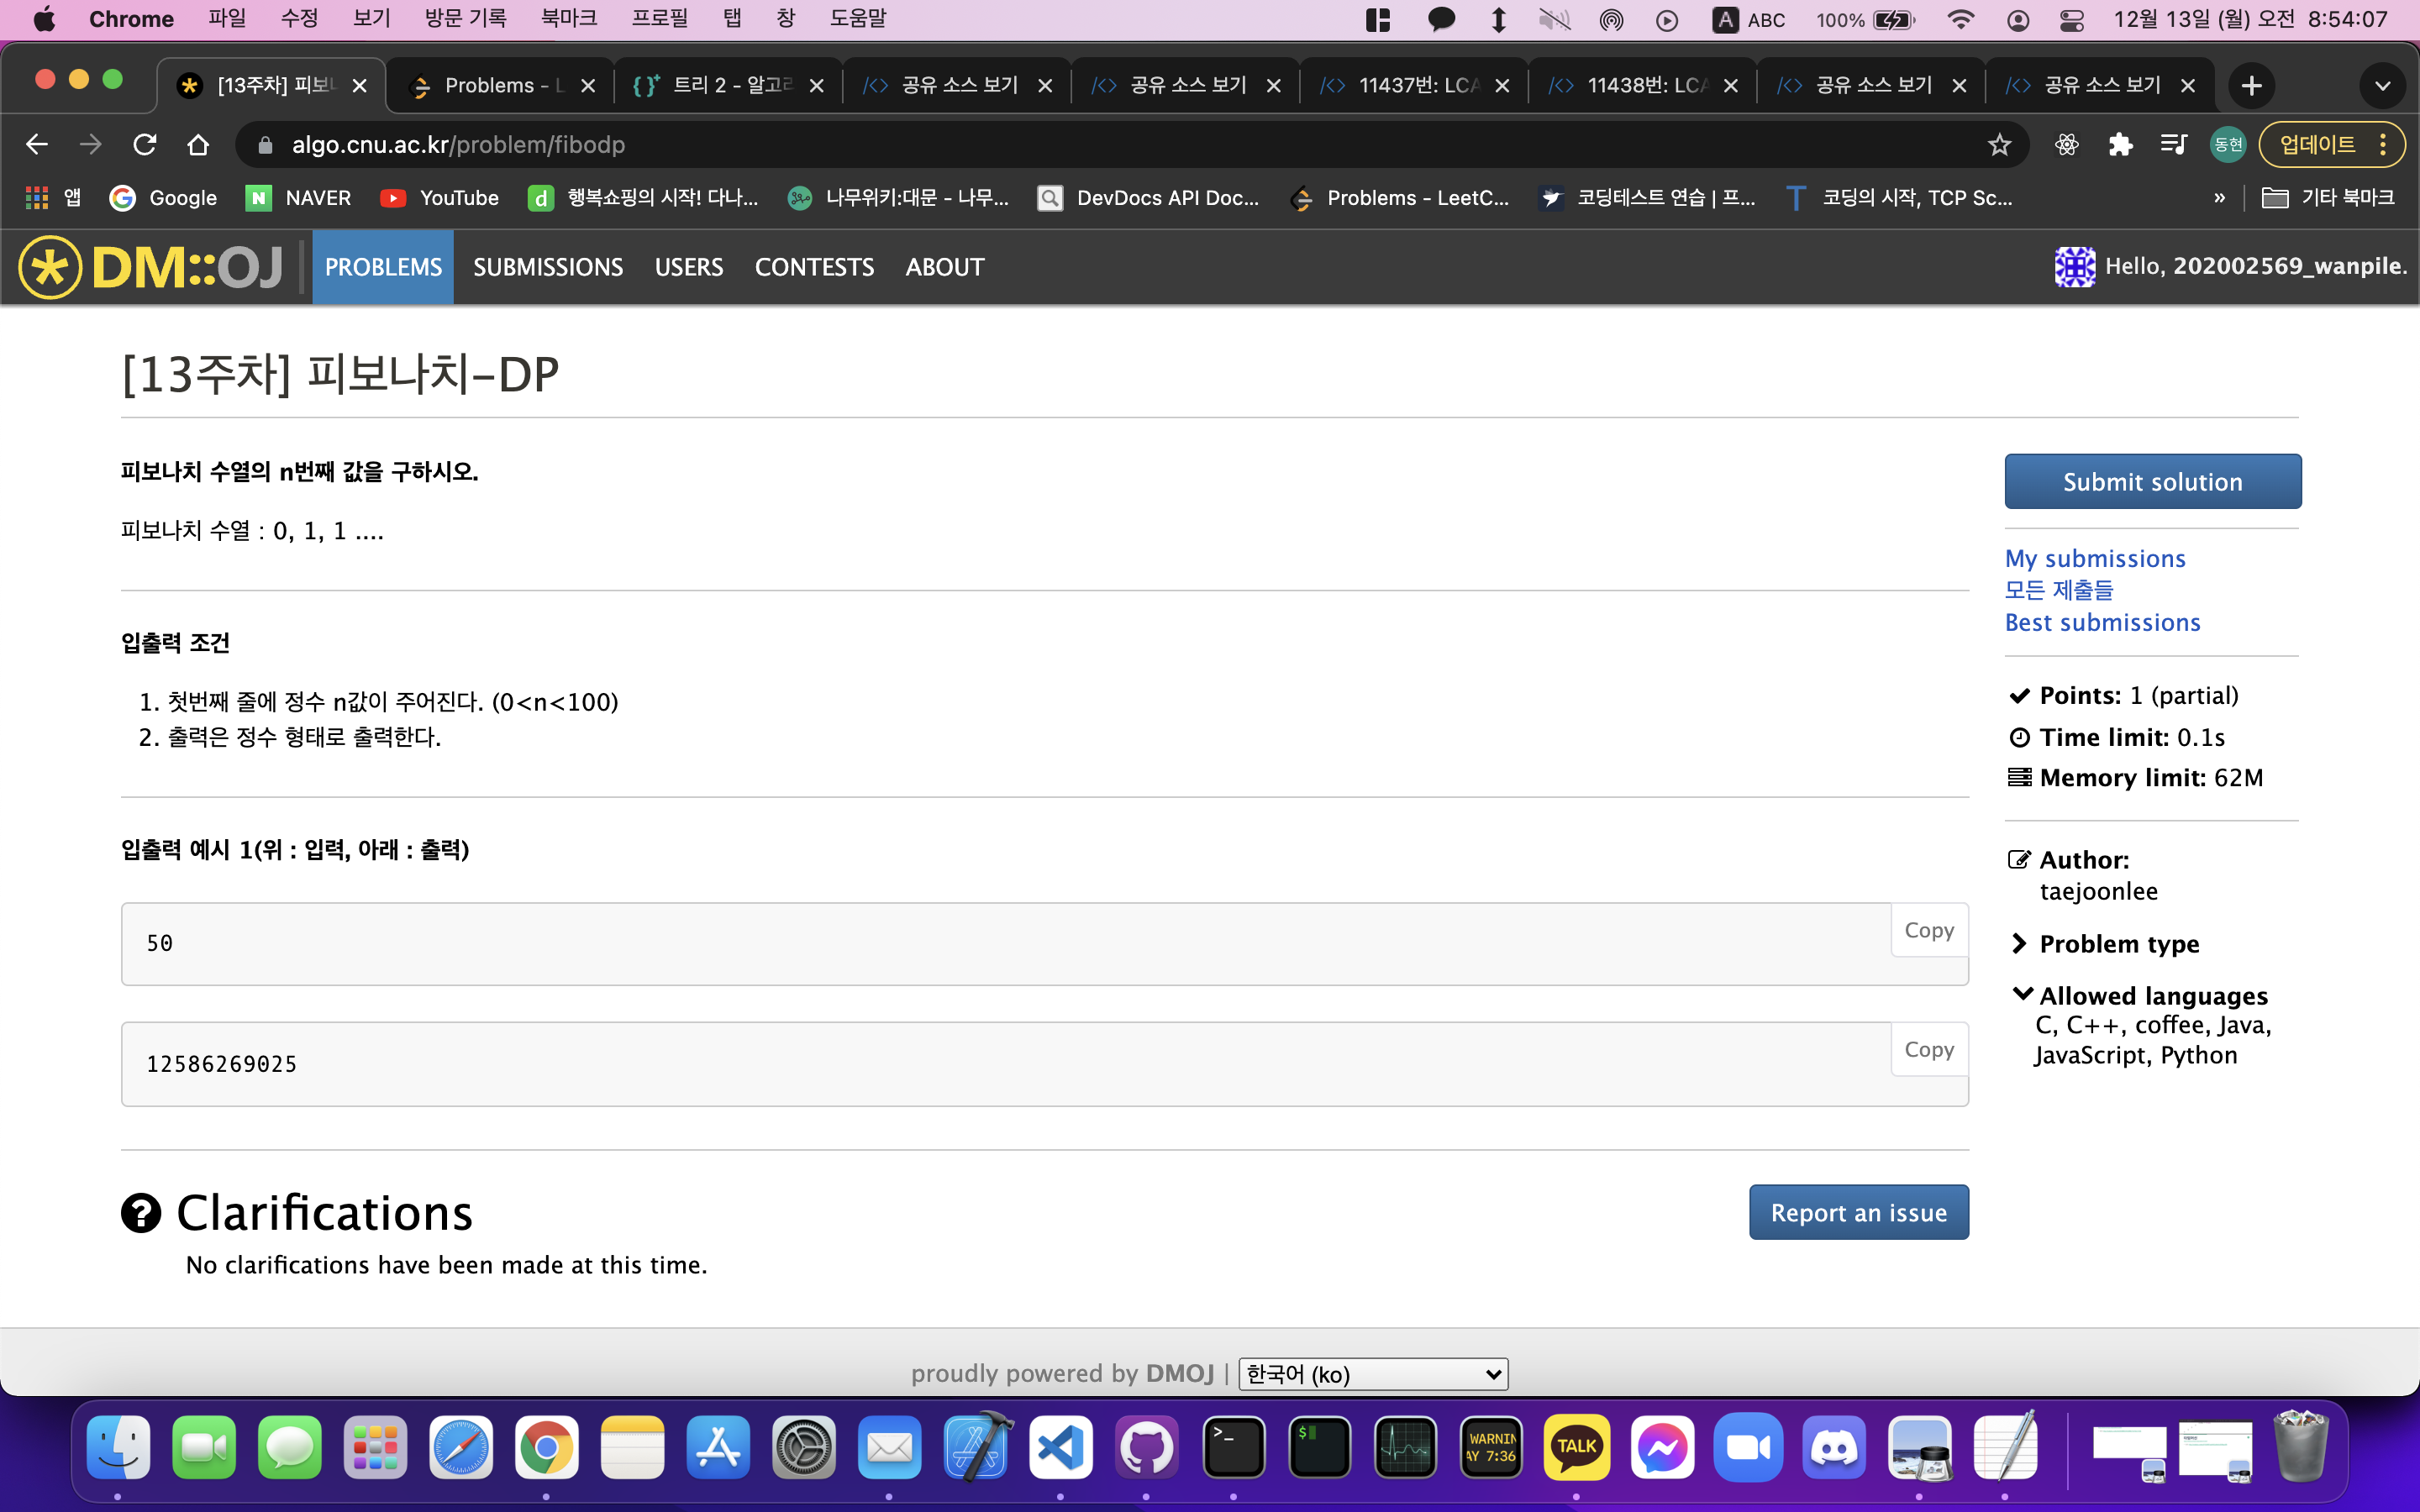 Chrome 파일 수정 보기 방문 기록 북마크 프로필 탭 창 도움말 A ABC 100% 12월 13일 (월) 오전 8:54:07
[13주차] 피보 Problems - L 트리 2 - 알고리 공유 소스 보기 공유 소스 보기 11437번: LCA 11438번: LCA 공유 소스 보기 공유 소스 보기
algo.cnu.ac.kr/problem/fibodp 동현 업데이트
앱 Google NAVER YouTube 행복쇼핑의 시작! 다나... 나무위키:대문 - 나무... DevDocs API Doc... Problems - LeetC... 코딩테스트 연습 | 프... 코딩의 시작, TCP Sc... » 기타 북마크
DM::OJ PROBLEMS SUBMISSIONS USERS CONTESTS ABOUT Hello, 202002569_wanpile.
[13주차] 피보나치-DP
피보나치 수열의 n번째 값을 구하시오.
피보나치 수열 : 0, 1, 1 ....
입출력 조건
1. 첫번째 줄에 정수 n값이 주어진다. (0<n<100)
2. 출력은 정수 형태로 출력한다.
입출력 예시 1(위 : 입력, 아래 : 출력)
Copy
50
Copy
12586269025
Clarifications
Report an issue
No clarifications have been made at this time.
Submit solution
My submissions
모든 제출들
Best submissions
Points: 1 (partial)
Time limit: 0.1s
Memory limit: 62M
Author:
taejoonlee
Problem type
Allowed languages
C, C++, coffee, Java,
JavaScript, Python
proudly powered by DMOJ | 한국어 (ko)
WARNIN
AY 7:36
TALK